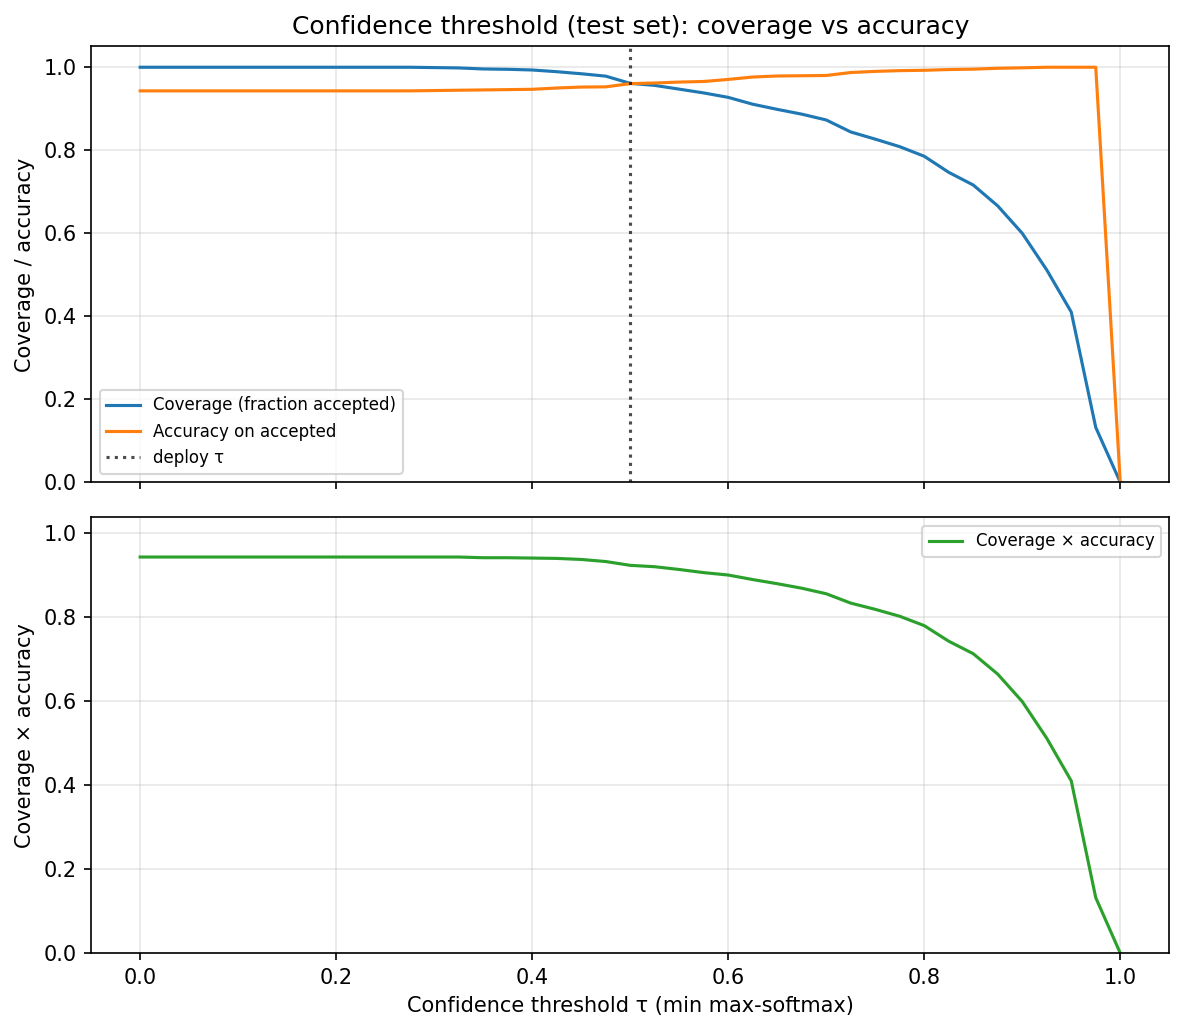 Confidence threshold (test set): coverage vs accuracy
1.0
0.8
0.6
0.4
0.2
0.0
Coverage / accuracy
Coverage (fraction accepted)
Accuracy on accepted
deploy τ
1.0
0.8
0.6
0.4
0.2
0.0
Coverage × accuracy
Coverage × accuracy
0.0 0.2 0.4 0.6 0.8 1.0
Confidence threshold τ (min max-softmax)